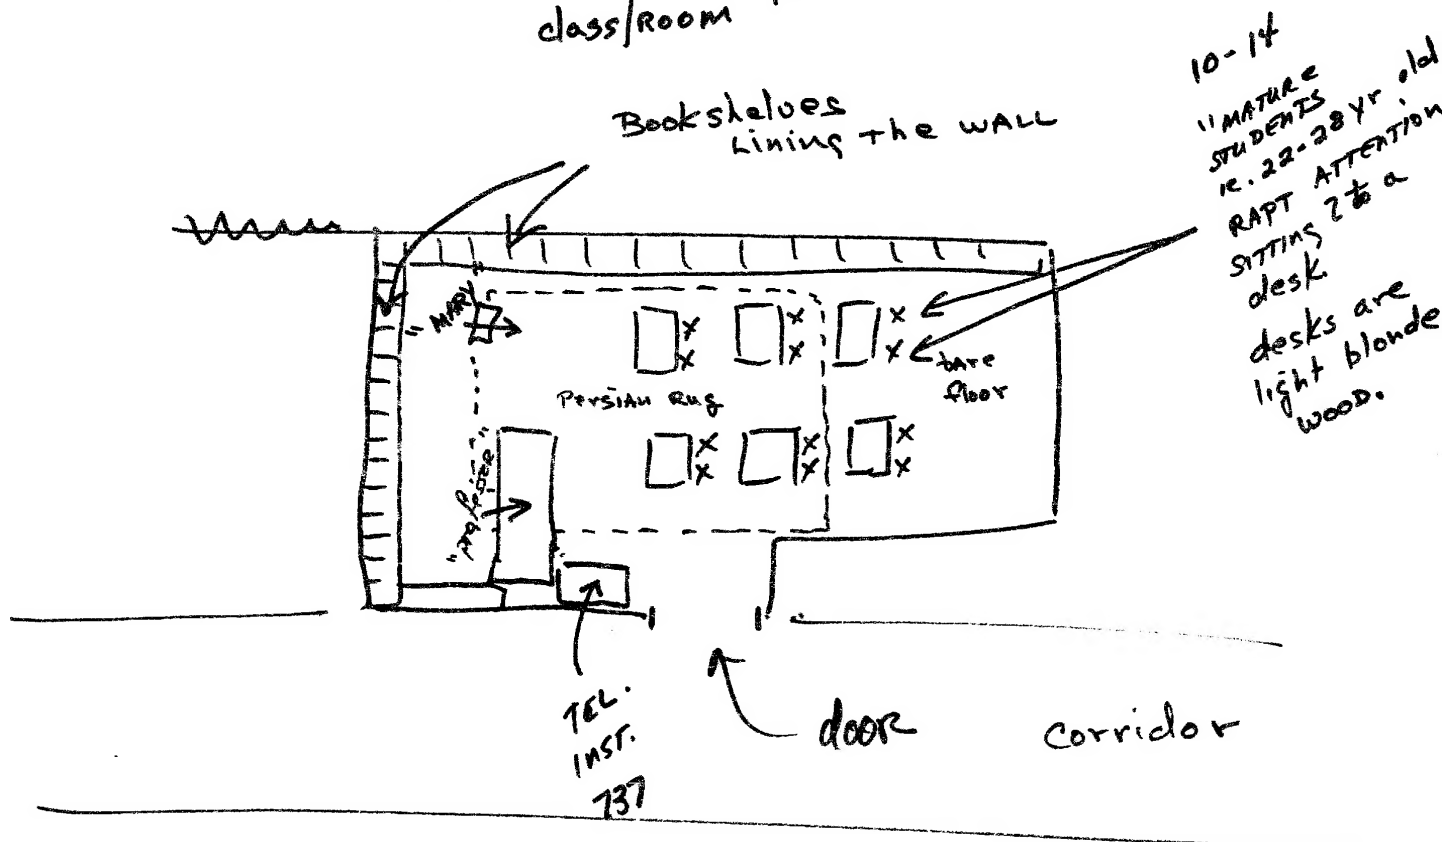 class/ROOM
Bookshelves
Lining The WALL
10-14
"MATURE
STUDENTS
ie. 22-28 yr old
RAPT ATTENTION
SITTING 2 to a
desk.
desks are
light blonde
WOOD.
"MARY
Persian Rug
bare
floor
"professor"
TEL.
INST.
737
door
Corridor